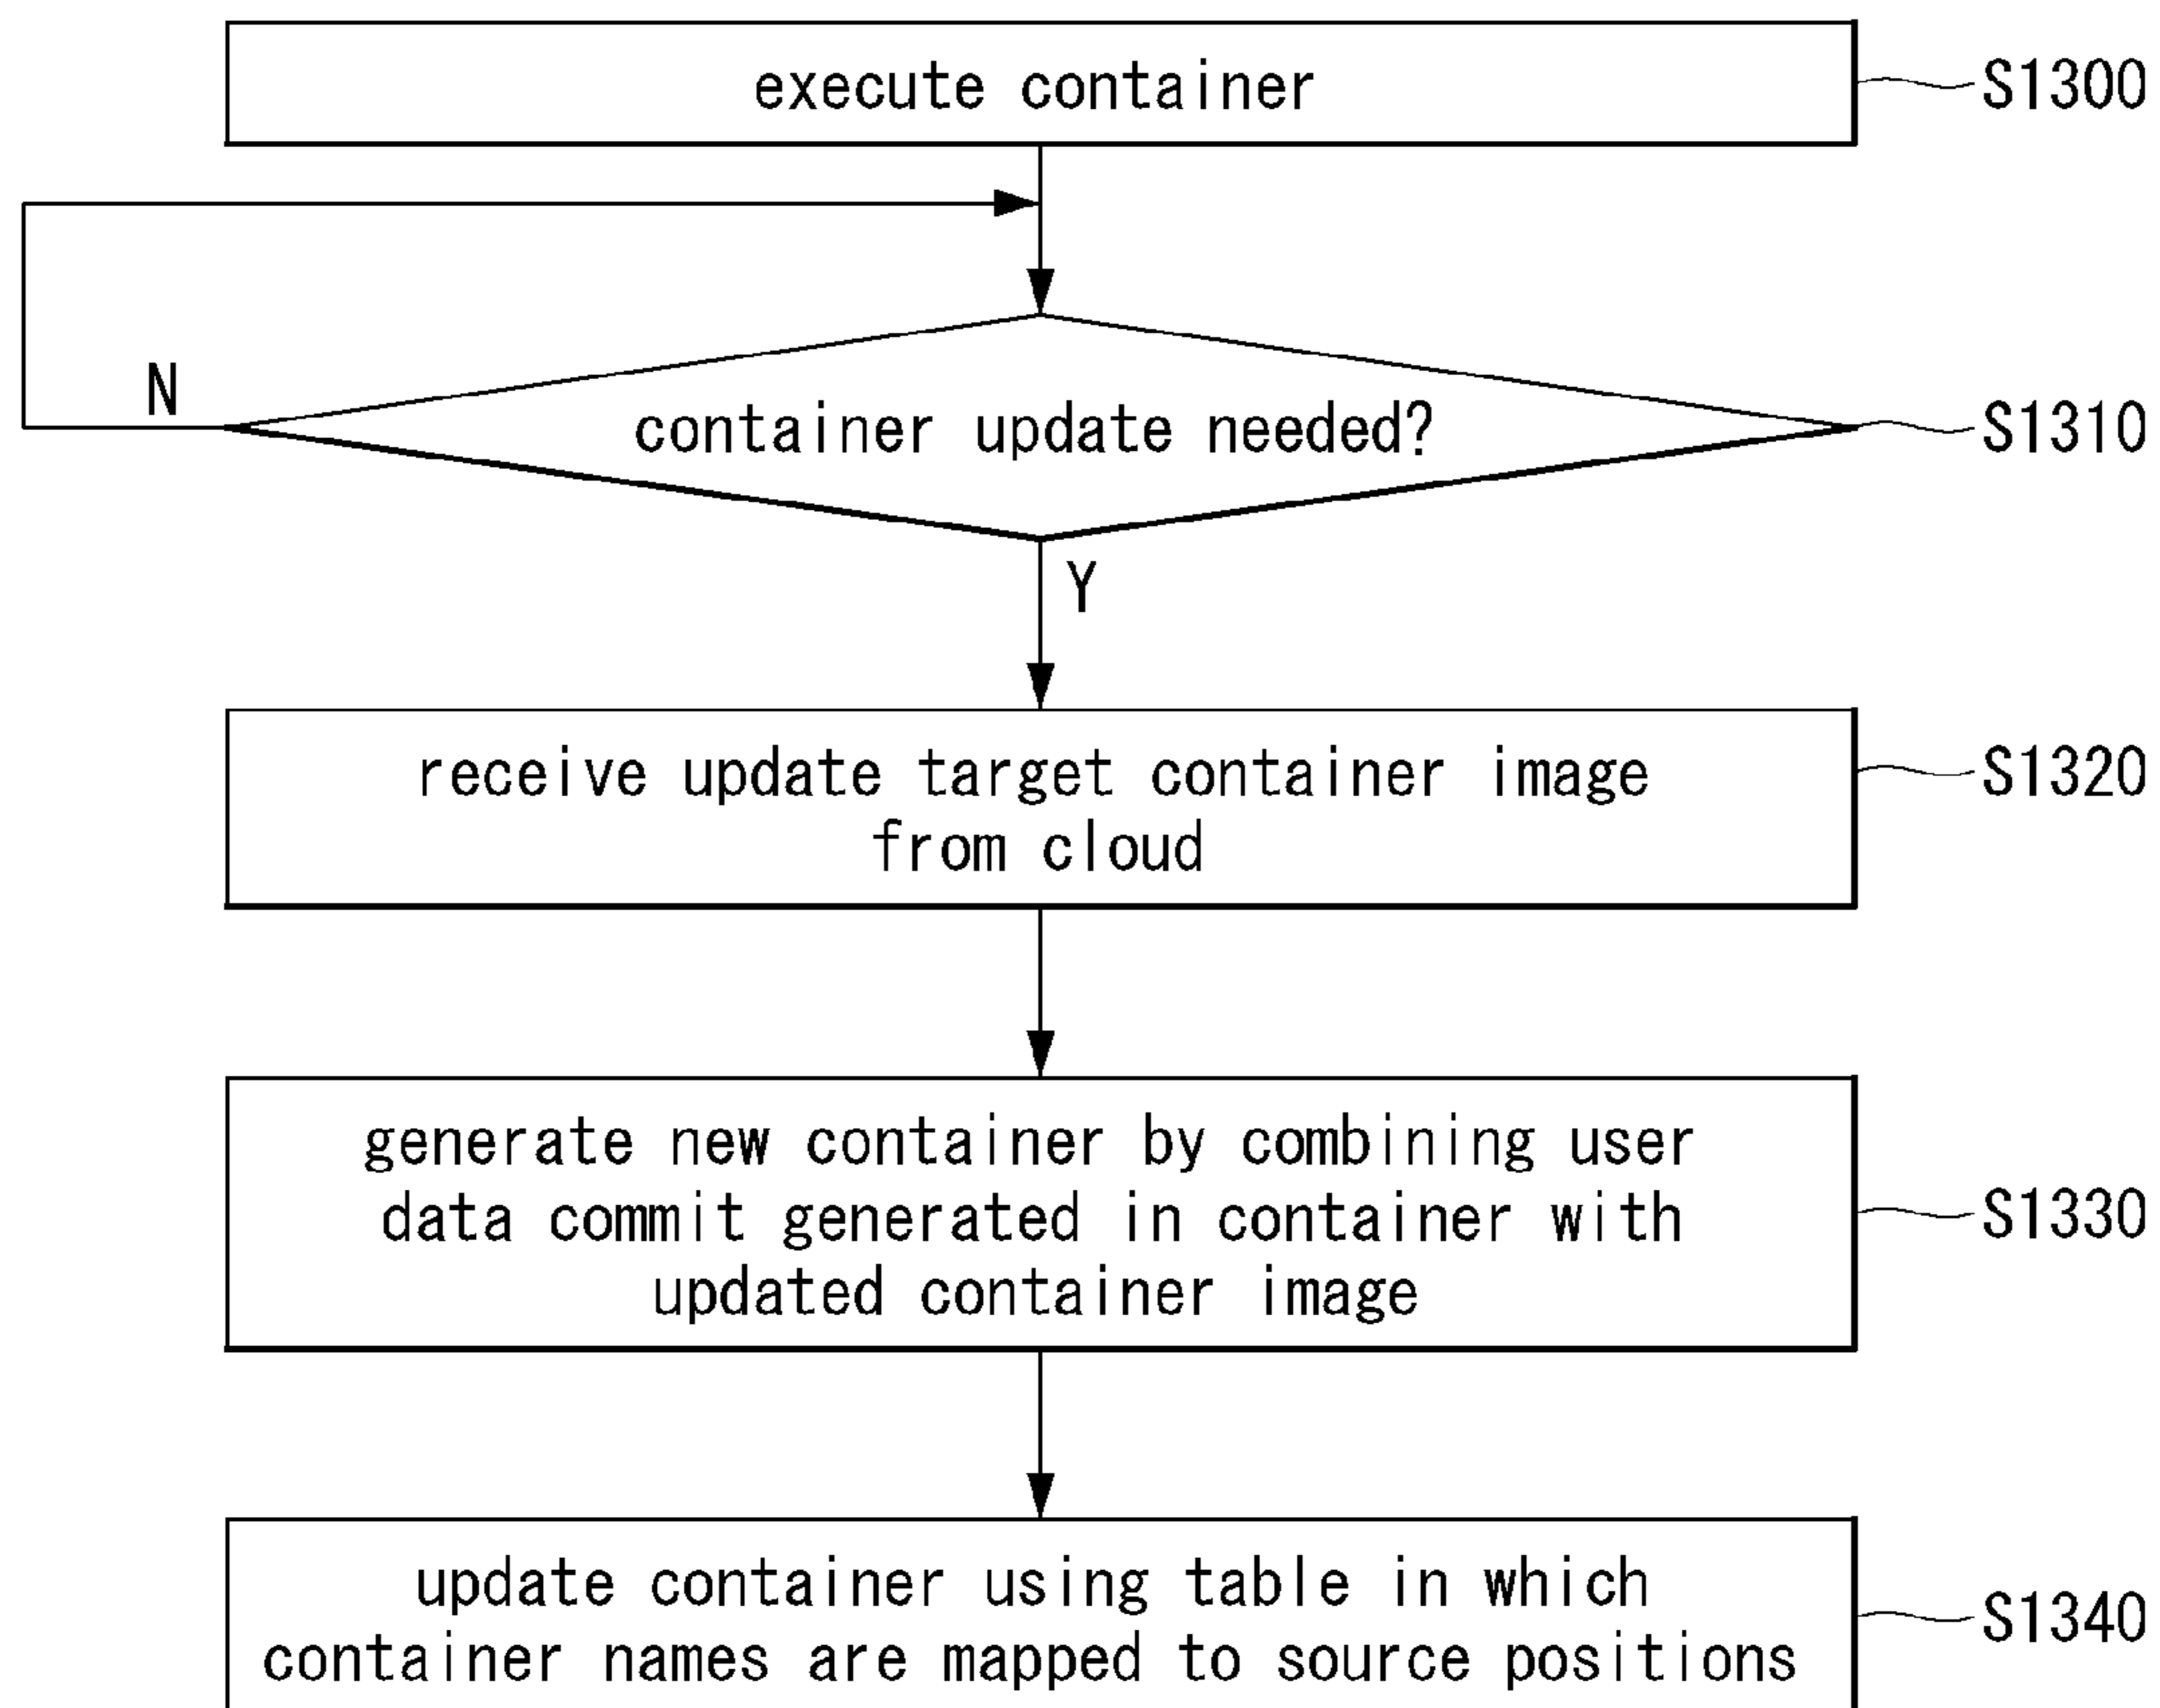 execute container
S1300
N
container update needed?
S1310
Y
receive update target container image
from cloud
S1320
generate new container by combining user
data commit generated in container with
updated container image
S1330
update container using table in which
container names are mapped to source positions
S1340